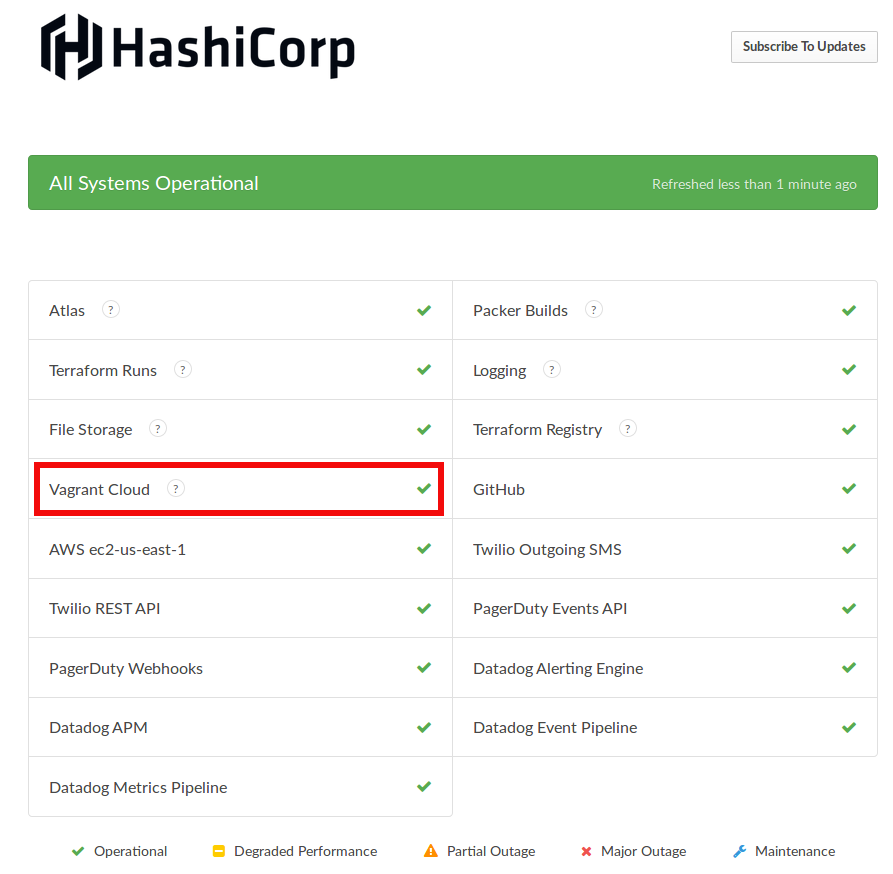 HashiCorp
Subscribe To Updates
All Systems Operational
Refreshed less than 1 minute ago
Atlas ?
Packer Builds ?
Terraform Runs ?
Logging ?
File Storage ?
Terraform Registry ?
Vagrant Cloud ?
GitHub
AWS ec2-us-east-1
Twilio Outgoing SMS
Twilio REST API
PagerDuty Events API
PagerDuty Webhooks
Datadog Alerting Engine
Datadog APM
Datadog Event Pipeline
Datadog Metrics Pipeline
Operational
Degraded Performance
Partial Outage
Major Outage
Maintenance